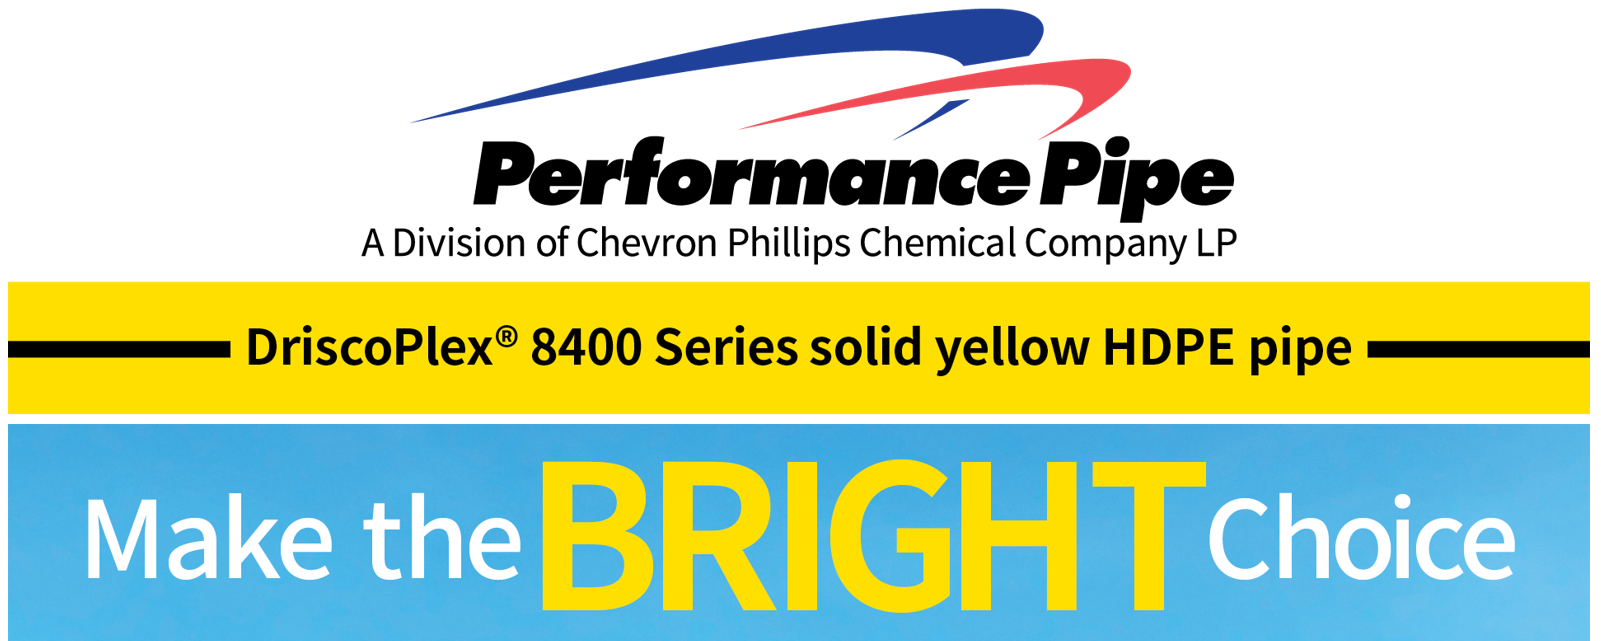 Performance Pipe
A Division of Chevron Phillips Chemical Company LP
DriscoPlex® 8400 Series solid yellow HDPE pipe
Make the BRIGHT Choice